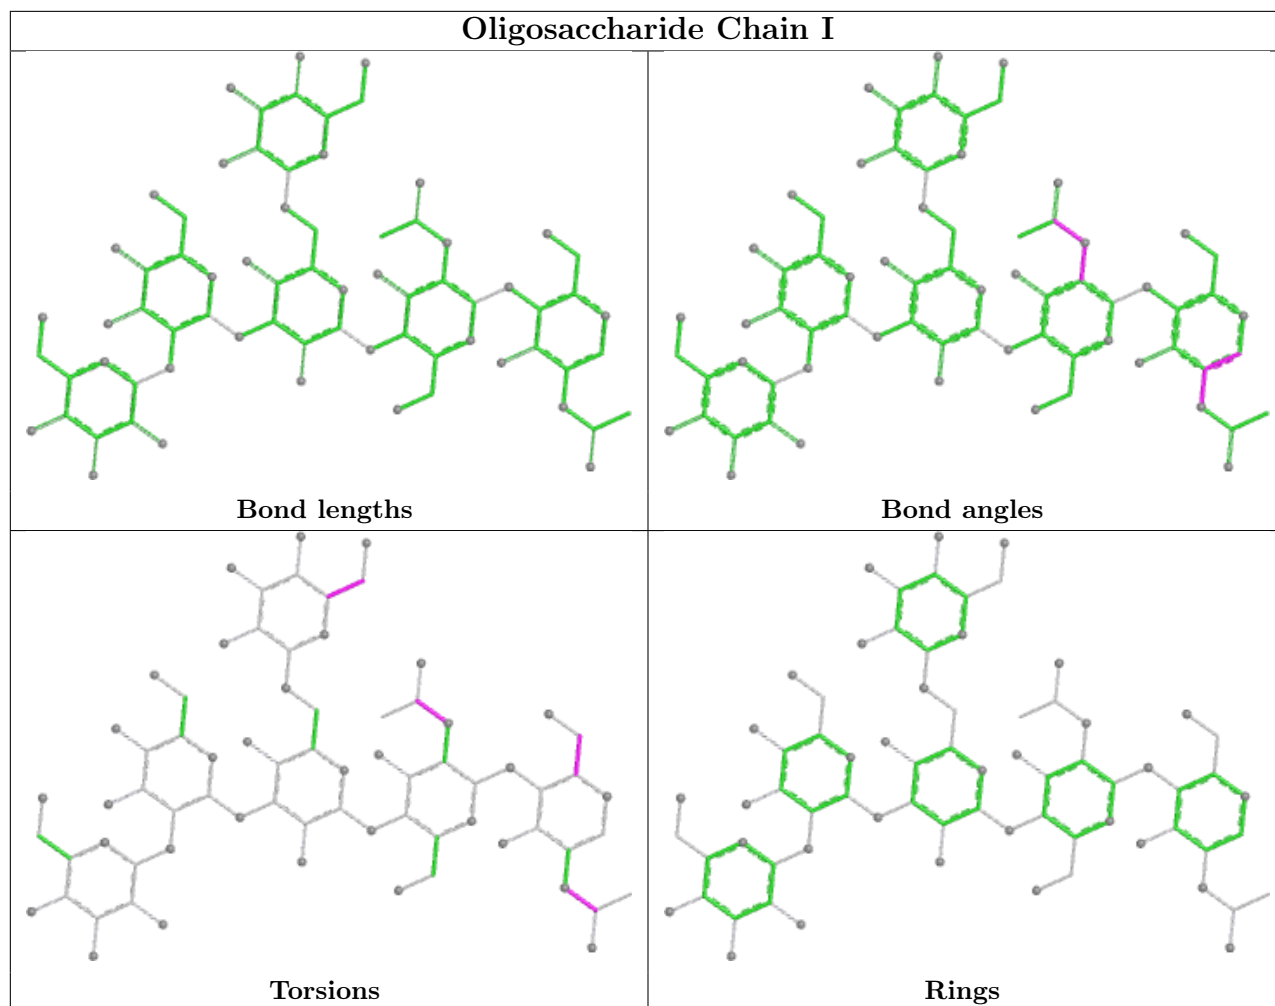 Oligosaccharide Chain I
Bond lengths
Bond angles
Torsions
Rings